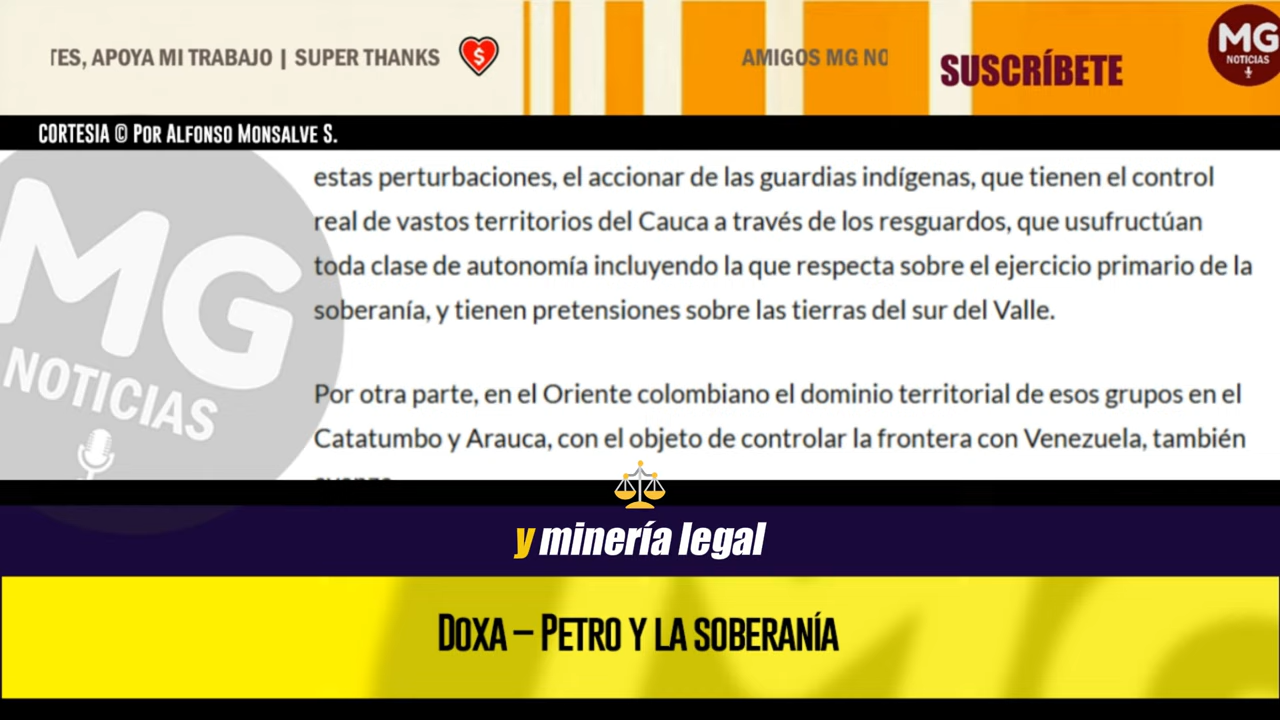 TES, APOYA MI TRABAJO | SUPER THANKS
AMIGOS MG NO
SUSCRÍBETE
MG
NOTICIAS
CORTESIA © POR ALFONSO MONSALVE S.
MG
NOTICIAS
estas perturbaciones, el accionar de las guardias indígenas, que tienen el control
real de vastos territorios del Cauca a través de los resguardos, que usufructúan
toda clase de autonomía incluyendo la que respecta sobre el ejercicio primario de la
soberanía, y tienen pretensiones sobre las tierras del sur del Valle.
Por otra parte, en el Oriente colombiano el dominio territorial de esos grupos en el
Catatumbo y Arauca, con el objeto de controlar la frontera con Venezuela, también
y minería legal
DOXA – PETRO Y LA SOBERANÍA